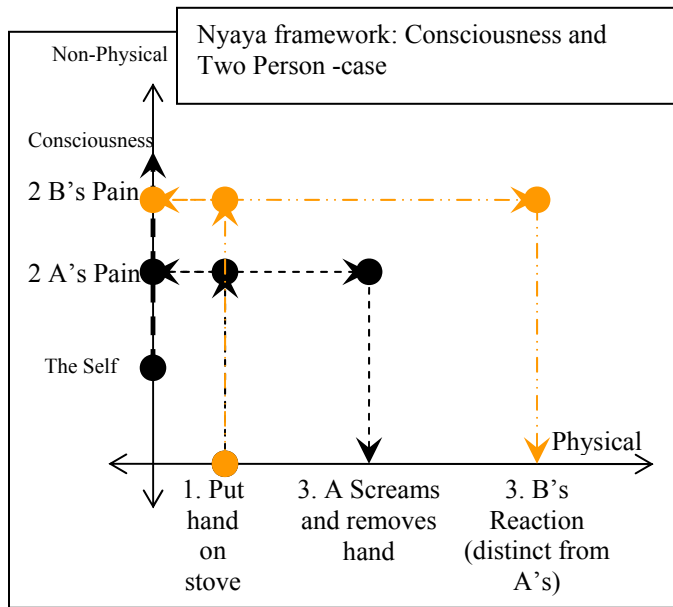 Nyaya framework: Consciousness and
Two Person -case
Non-Physical
Consciousness
2 B's Pain
2 A's Pain
The Self
Physical
1. Put
hand
on
stove
3. A Screams
and removes
hand
3. B's
Reaction
(distinct from
A's)